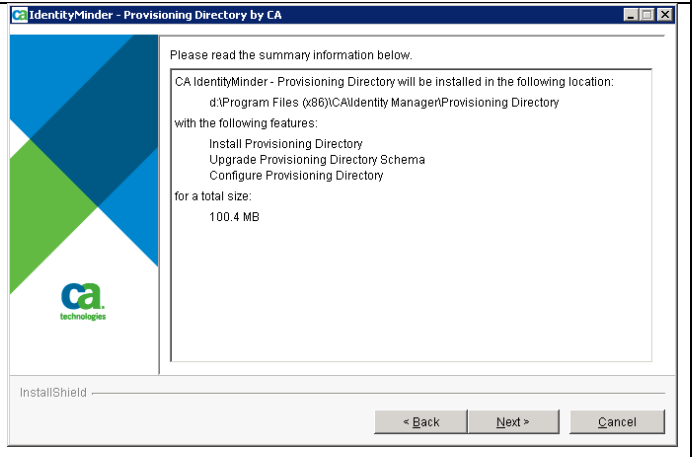 IdentityMinder - Provisioning Directory by CA
Please read the summary information below.
CA IdentityMinder - Provisioning Directory will be installed in the following location:
d:\Program Files (x86)\CA\Identity Manager\Provisioning Directory
with the following features:
Install Provisioning Directory
Upgrade Provisioning Directory Schema
Configure Provisioning Directory
for a total size:
100.4 MB
ca.
technologies
InstallShield
< Back
Next >
Cancel